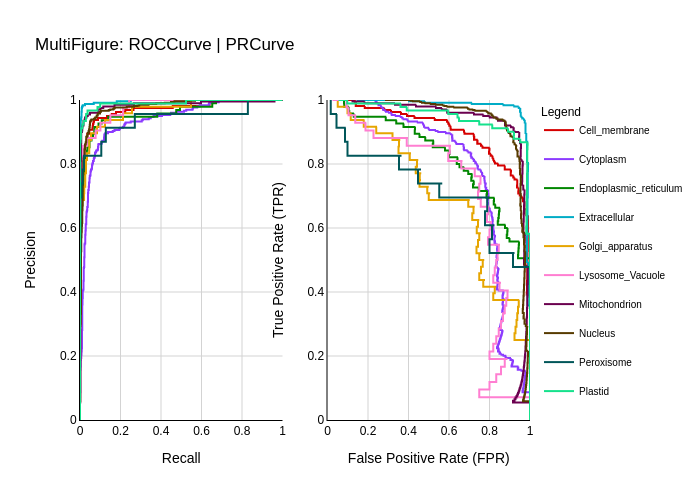 MultiFigure: ROCCurve | PRCurve
Precision
1
0.8
0.6
0.4
0.2
0
0 0.2 0.4 0.6 0.8 1
Recall
True Positive Rate (TPR)
1
0.8
0.6
0.4
0.2
0
0 0.2 0.4 0.6 0.8 1
False Positive Rate (FPR)
Legend
Cell_membrane
Cytoplasm
Endoplasmic_reticulum
Extracellular
Golgi_apparatus
Lysosome_Vacuole
Mitochondrion
Nucleus
Peroxisome
Plastid